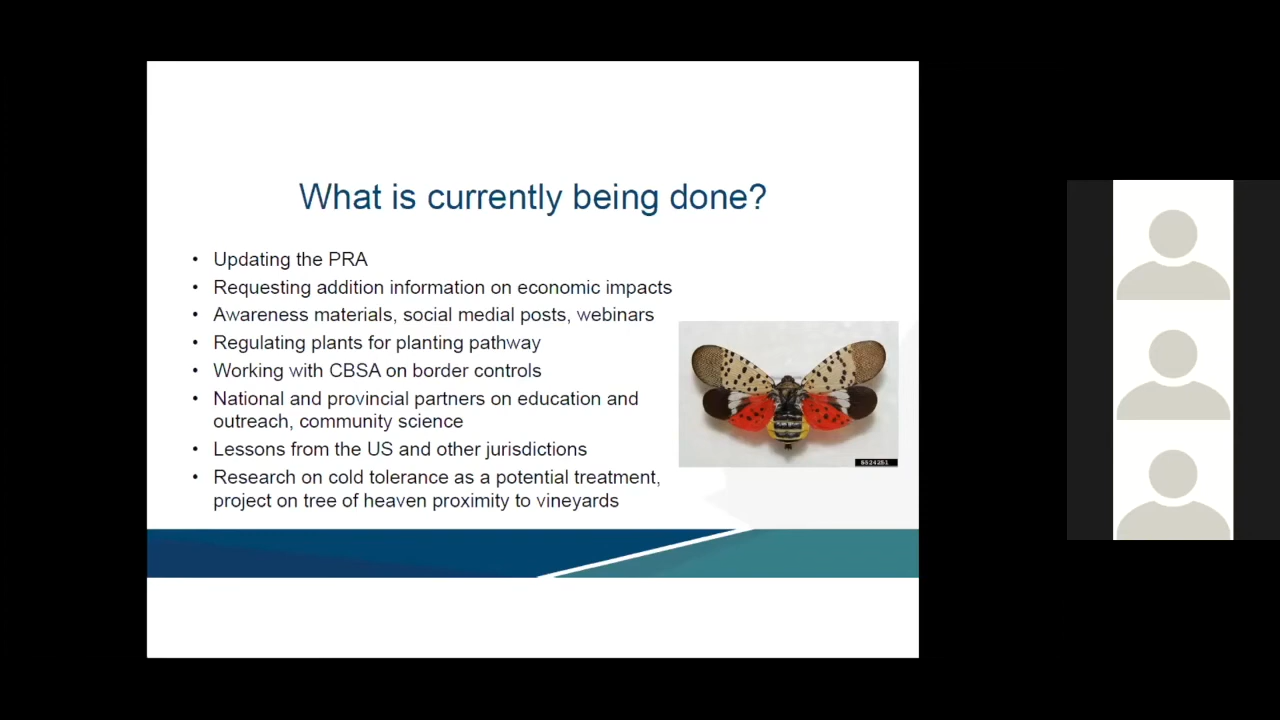 What is currently being done?
• Updating the PRA
• Requesting addition information on economic impacts
• Awareness materials, social medial posts, webinars
• Regulating plants for planting pathway
• Working with CBSA on border controls
• National and provincial partners on education and
outreach, community science
• Lessons from the US and other jurisdictions
• Research on cold tolerance as a potential treatment,
project on tree of heaven proximity to vineyards
5524251